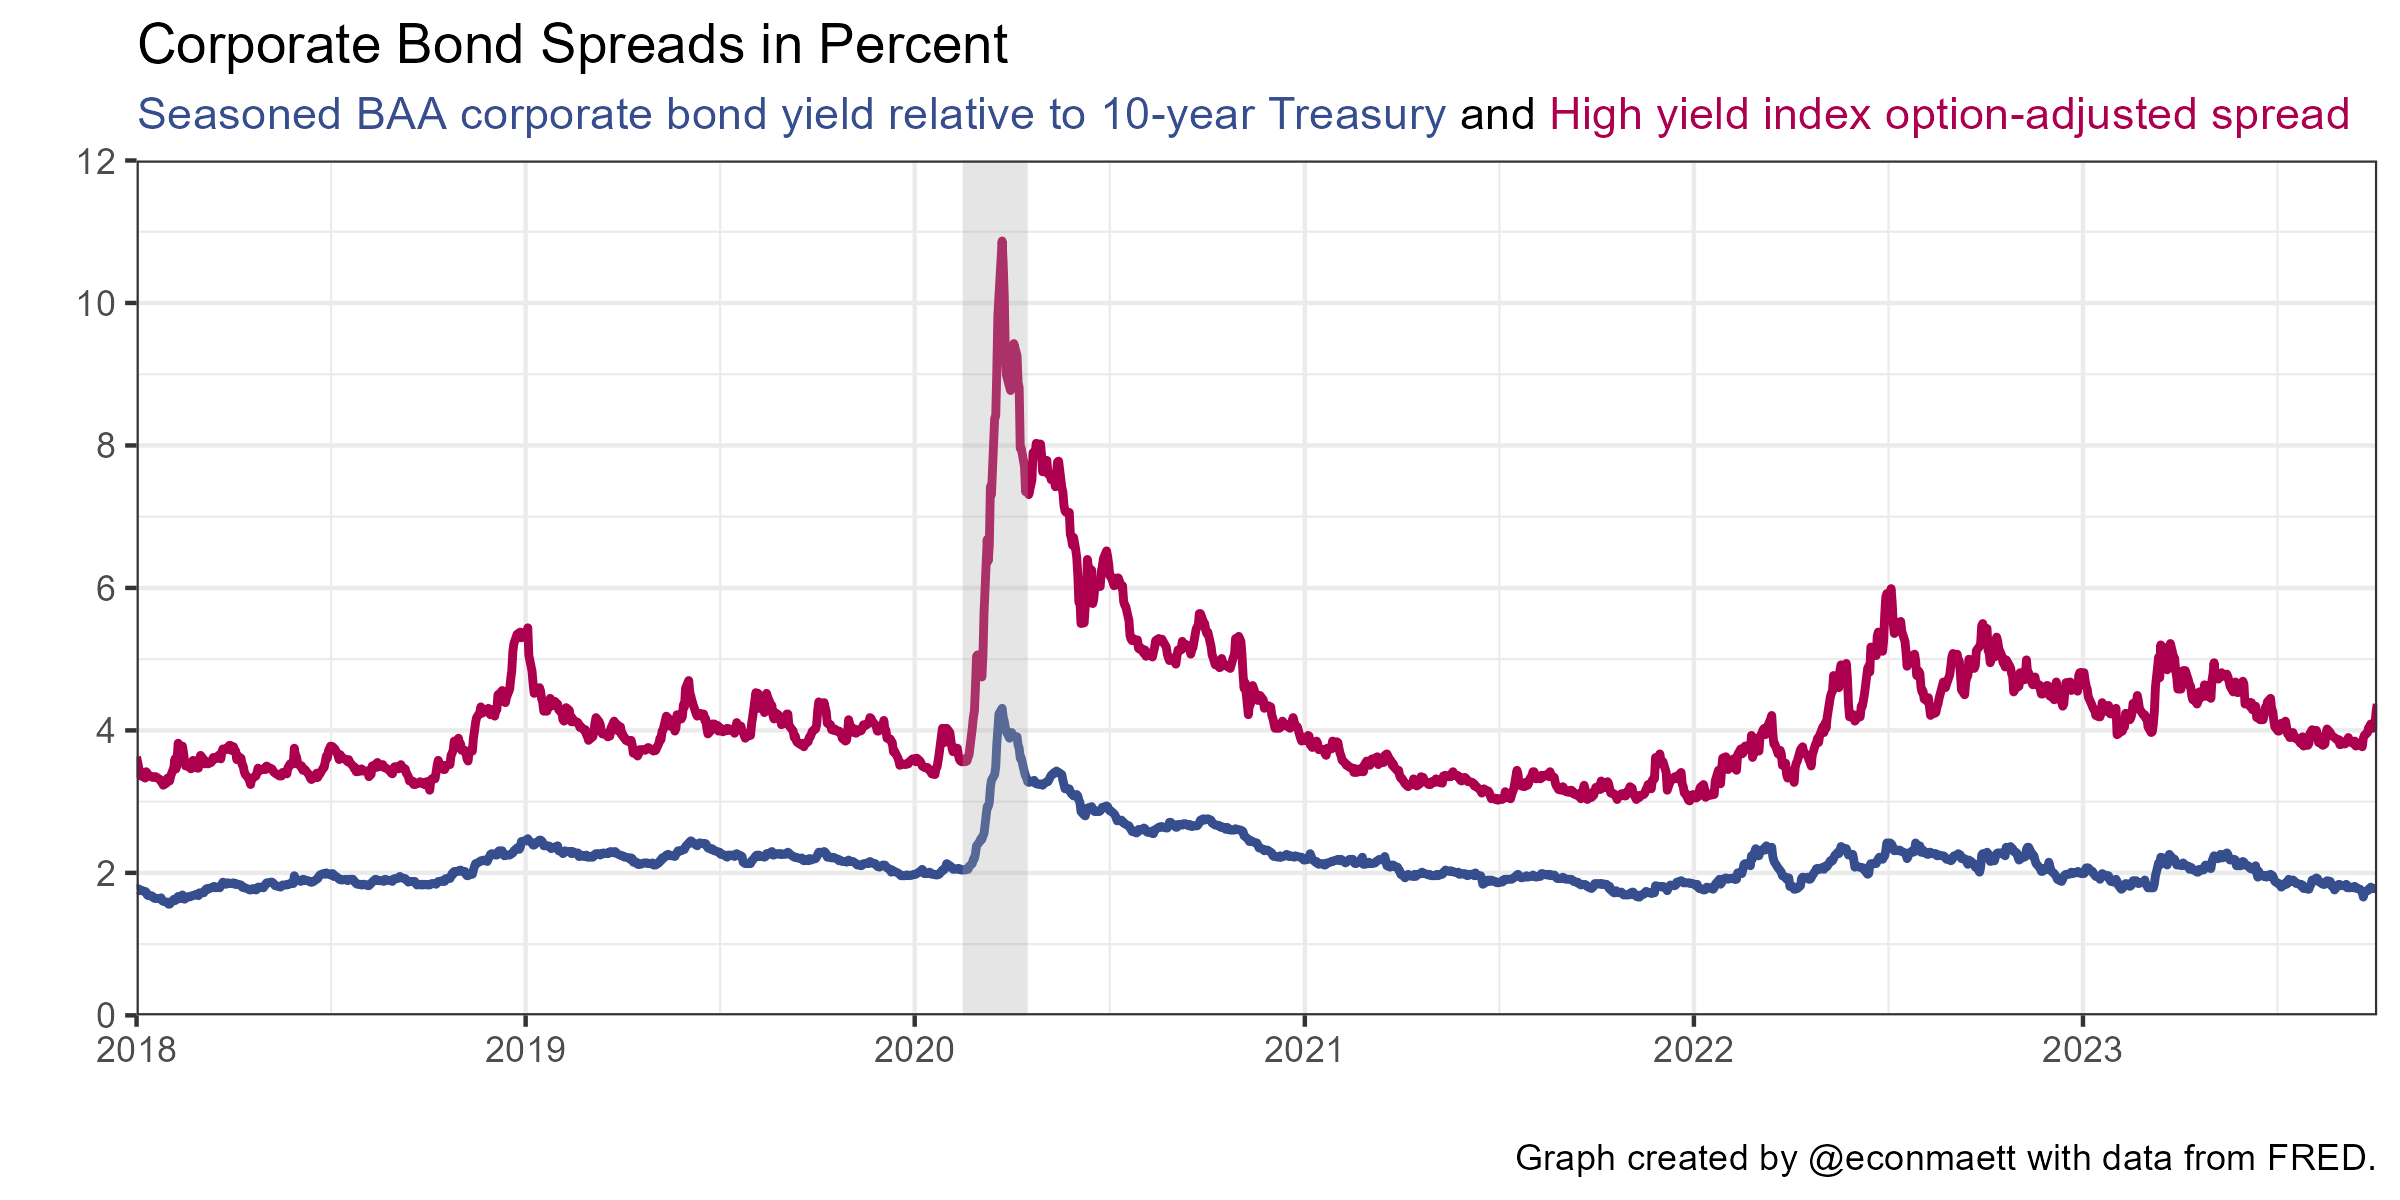 Corporate Bond Spreads in Percent
Seasoned BAA corporate bond yield relative to 10-year Treasury and High yield index option-adjusted spread
12
10
8
6
4
2
0
2018 2019 2020 2021 2022 2023
Graph created by @econmaett with data from FRED.